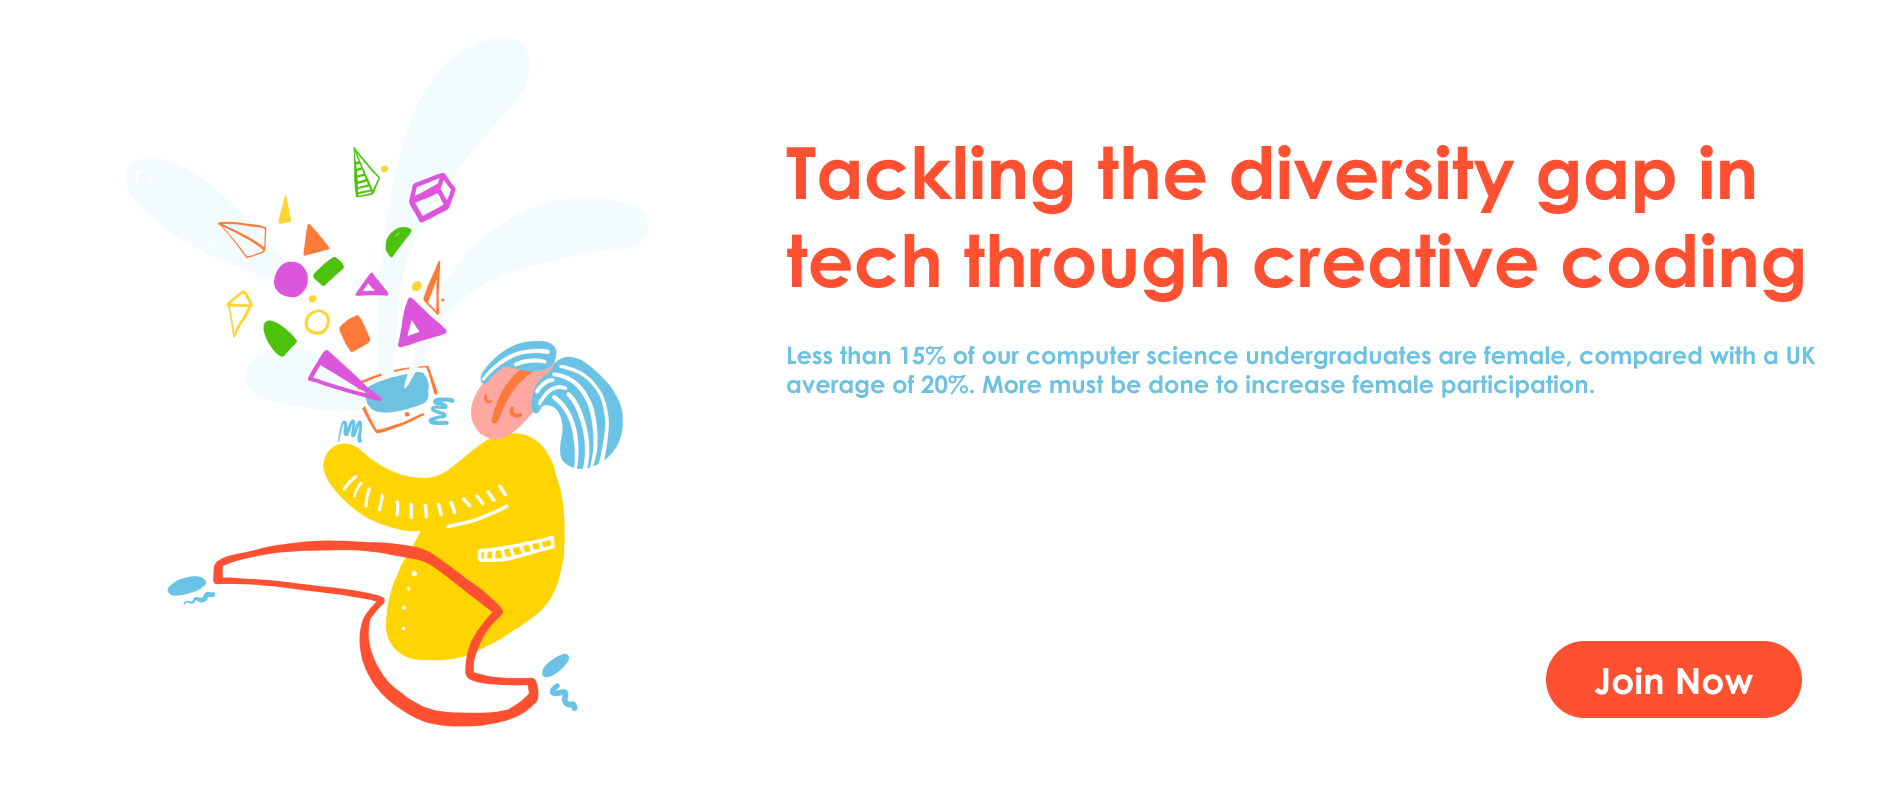 Tackling the diversity gap in
tech through creative coding
Less than 15% of our computer science undergraduates are female, compared with a UK
average of 20%. More must be done to increase female participation.
Join Now